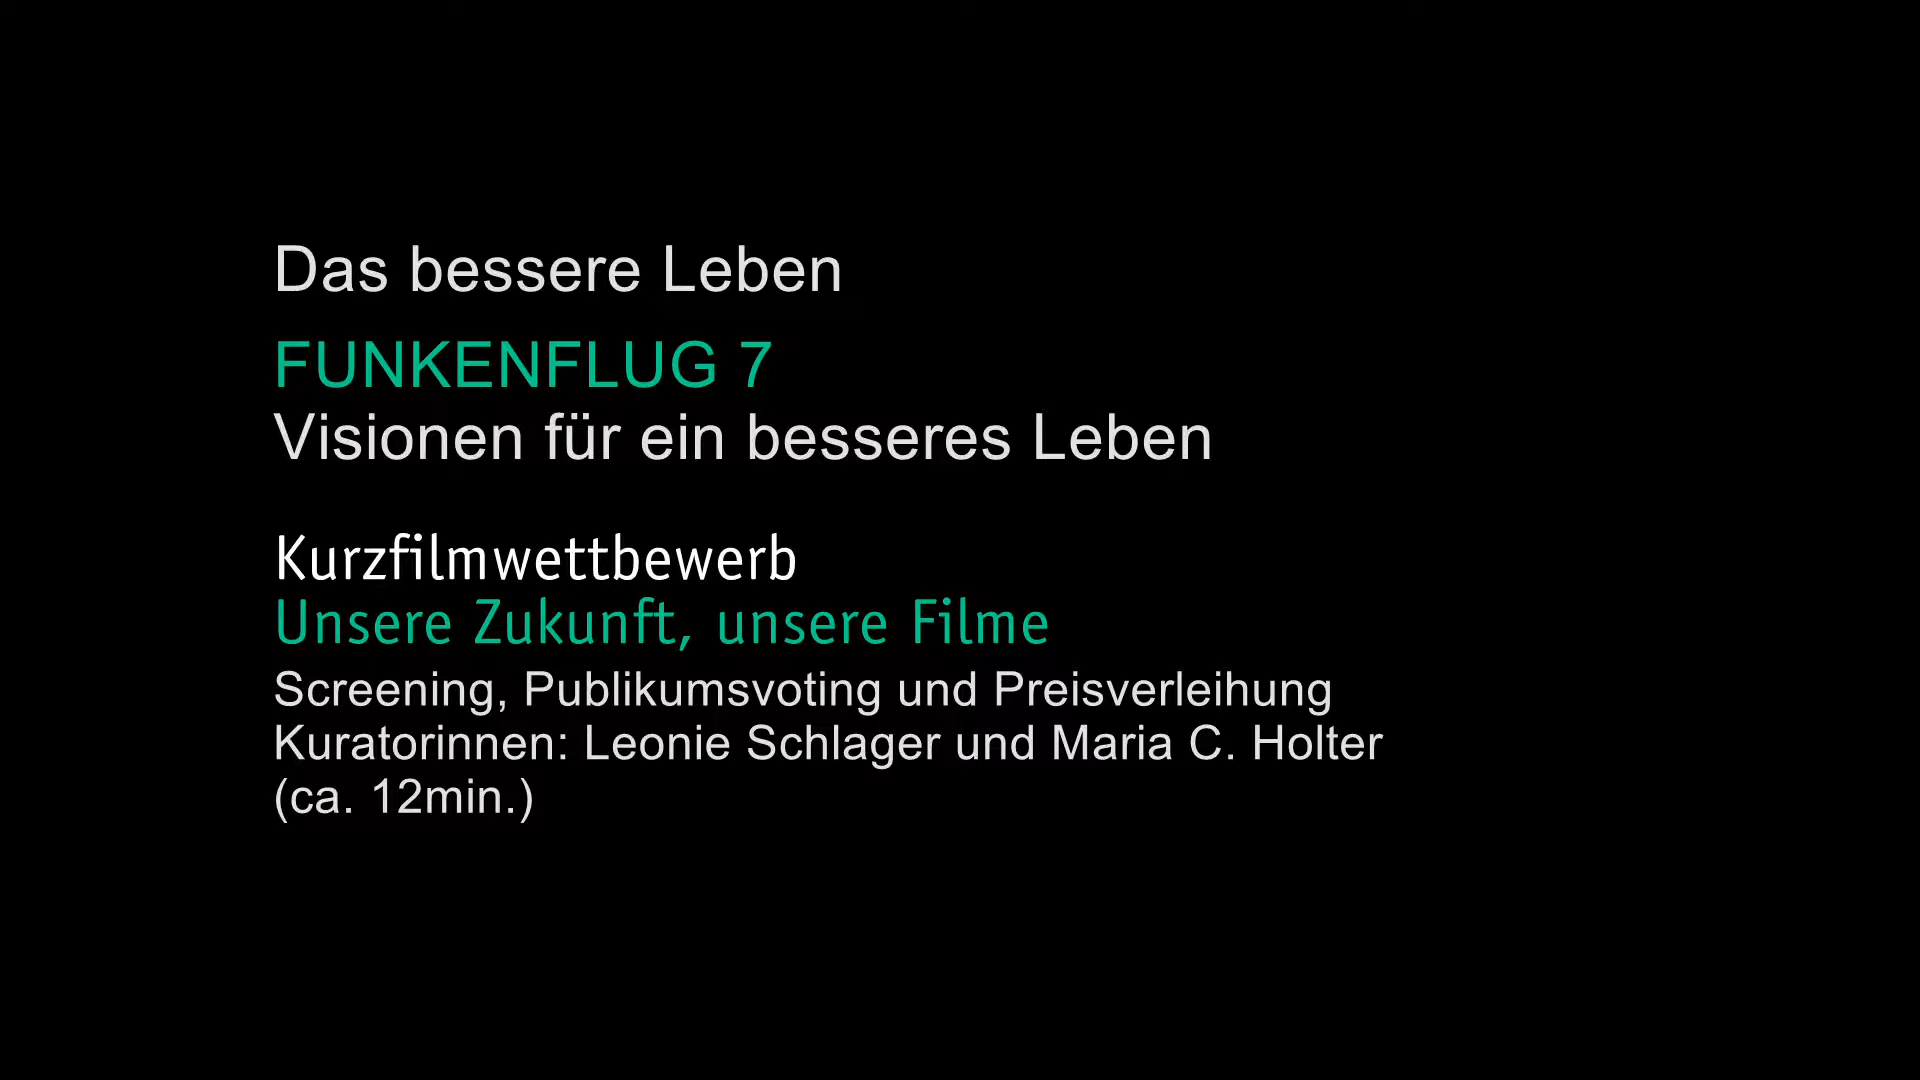 Das bessere Leben
FUNKENFLUG 7
Visionen für ein besseres Leben
Kurzfilmwettbewerb
Unsere Zukunft, unsere Filme
Screening, Publikumsvoting und Preisverleihung
Kuratorinnen: Leonie Schlager und Maria C. Holter
(ca. 12min.)